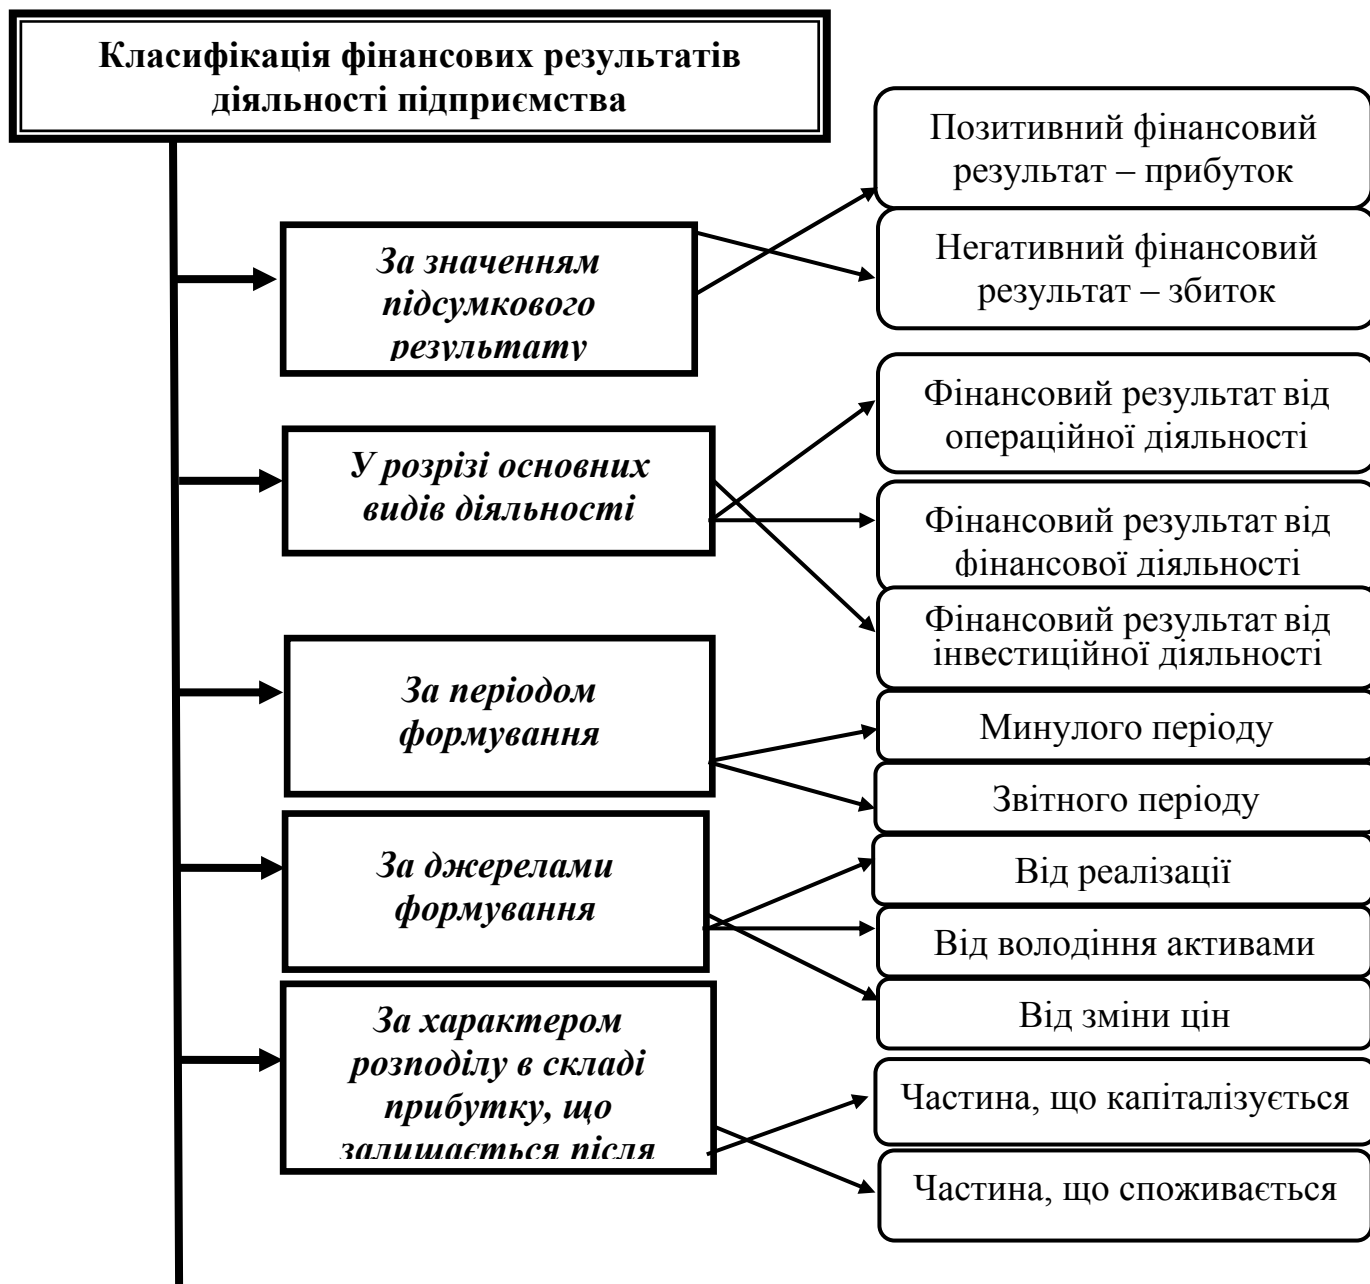 Класифікація фінансових результатів
діяльності підприємства
Позитивний фінансовий
результат – прибуток
Негативний фінансовий
результат – збиток
За значенням
підсумкового
результату
Фінансовий результат від
операційної діяльності
У розрізі основних
видів діяльності
Фінансовий результат від
фінансової діяльності
Фінансовий результат від
інвестиційної діяльності
За періодом
формування
Минулого періоду
Звітного періоду
За джерелами
формування
Від реалізації
Від володіння активами
Від зміни цін
За характером
розподілу в складі
прибутку, що
залишається після
Частина, що капіталізується
Частина, що споживається